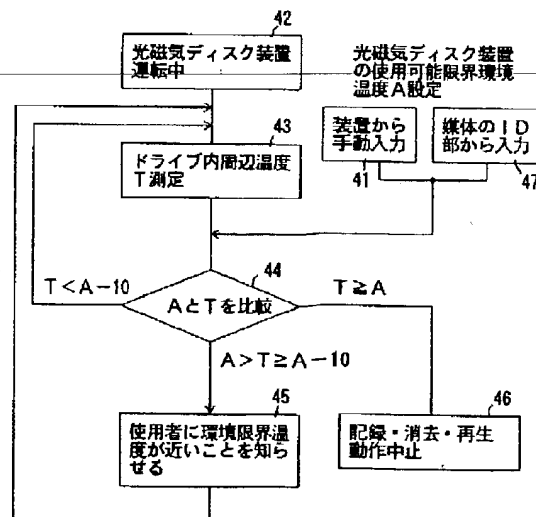 42
光磁気ディスク装置
運転中
光磁気ディスク装置
の使用可能限界環境
温度A設定
43
ドライブ内周辺温度
T測定
装置から
手動入力
41
媒体のID
部から入力
47
44
T<A-10
AとTを比較
T≧A
A>T≧A-10
45
使用者に環境限界温
度が近いことを知ら
せる
46
記録・消去・再生
動作中止